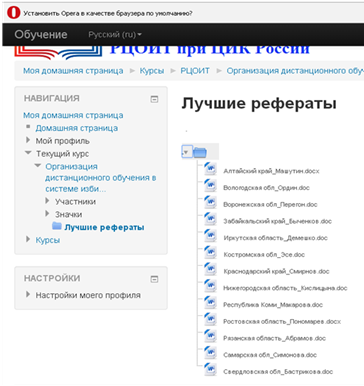 Установить Opera в качестве браузера по умолчанию?
Обучение Русский (ru)
РЦОИТ при ЦИК России
Моя домашняя страница ► Курсы ► РЦОИТ ► Организация дистанционного обу
НАВИГАЦИЯ
Моя домашняя страница
Домашняя страница
Мой профиль
Текущий курс
Организация
дистанционного обучения в
системе изби...
Участники
Значки
Лучшие рефераты
Курсы
НАСТРОЙКИ
Настройки моего профиля
Лучшие рефераты
Алтайский край_Машутин.docx
Вологодская обл_Ордин.doc
Воронежская обл_Перегон.doc
Забайкальский край_Выченков.doc
Иркутская область_Демешко.doc
Костромская обл_Эсе.doc
Краснодарский край_Смирнов.doc
Нижегородская область_Кислицына.doc
Республика Коми_Макарова.doc
Ростовская область_Пономарев.docx
Рязанская область_Абрамов.doc
Самарская обл_Симонова.doc
Свердловская обл_Бастрикова.doc